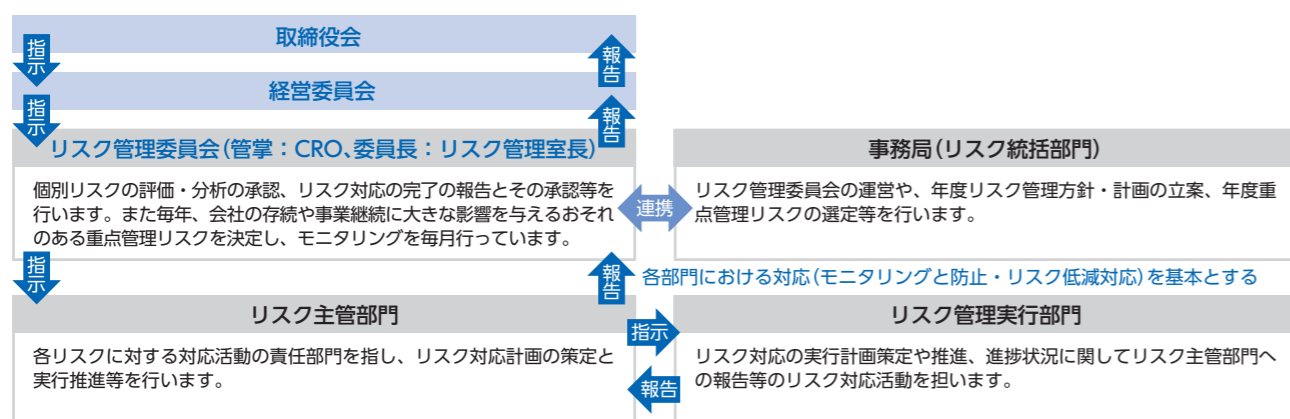 取締役会
指示
報告
経営委員会
指示
報告
リスク管理委員会(管掌：CRO、委員長：リスク管理室長)
個別リスクの評価・分析の承認、リスク対応の完了の報告とその承認等を
行います。また毎年、会社の存続や事業継続に大きな影響を与えるおそれ
のある重点管理リスクを決定し、モニタリングを毎月行っています。
連携
事務局(リスク統括部門)
リスク管理委員会の運営や、年度リスク管理方針・計画の立案、年度重
点管理リスクの選定等を行います。
指示
報告
各部門における対応(モニタリングと防止・リスク低減対応)を基本とする
リスク主管部門
各リスクに対する対応活動の責任部門を指し、リスク対応計画の策定と
実行推進等を行います。
指示
報告
リスク管理実行部門
リスク対応の実行計画策定や推進、進捗状況に関してリスク主管部門へ
の報告等のリスク対応活動を担います。